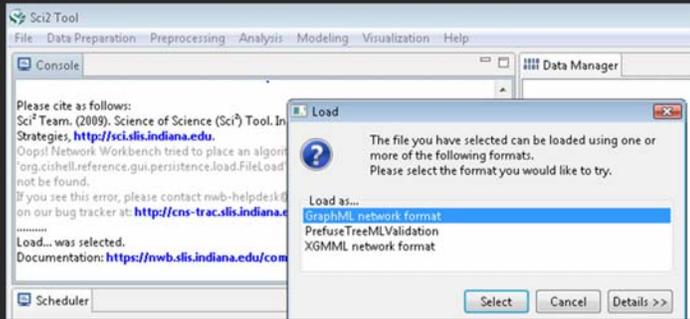 Sci2 Tool
File Data Preparation Preprocessing Analysis Modeling Visualization Help
Console
Data Manager
Please cite as follows:
Sci² Team. (2009). Science of Science (Sci²) Tool. In
Strategies, http://sci.slis.indiana.edu.
Oops! Network Workbench tried to place an algorit
'org.cishell.reference.gui.persistence.load.FileLoad'
not be found.
If you see this error, please contact nwb-helpdesk@
on our bug tracker at: http://cns-trac.slis.indiana.e
..........
Load... was selected.
Documentation: https://nwb.slis.indiana.edu/com
Scheduler
Load
The file you have selected can be loaded using one or
more of the following formats.
Please select the format you would like to try.
Load as...
GraphML network format
PrefuseTreeMLValidation
XGMML network format
Select Cancel Details >>